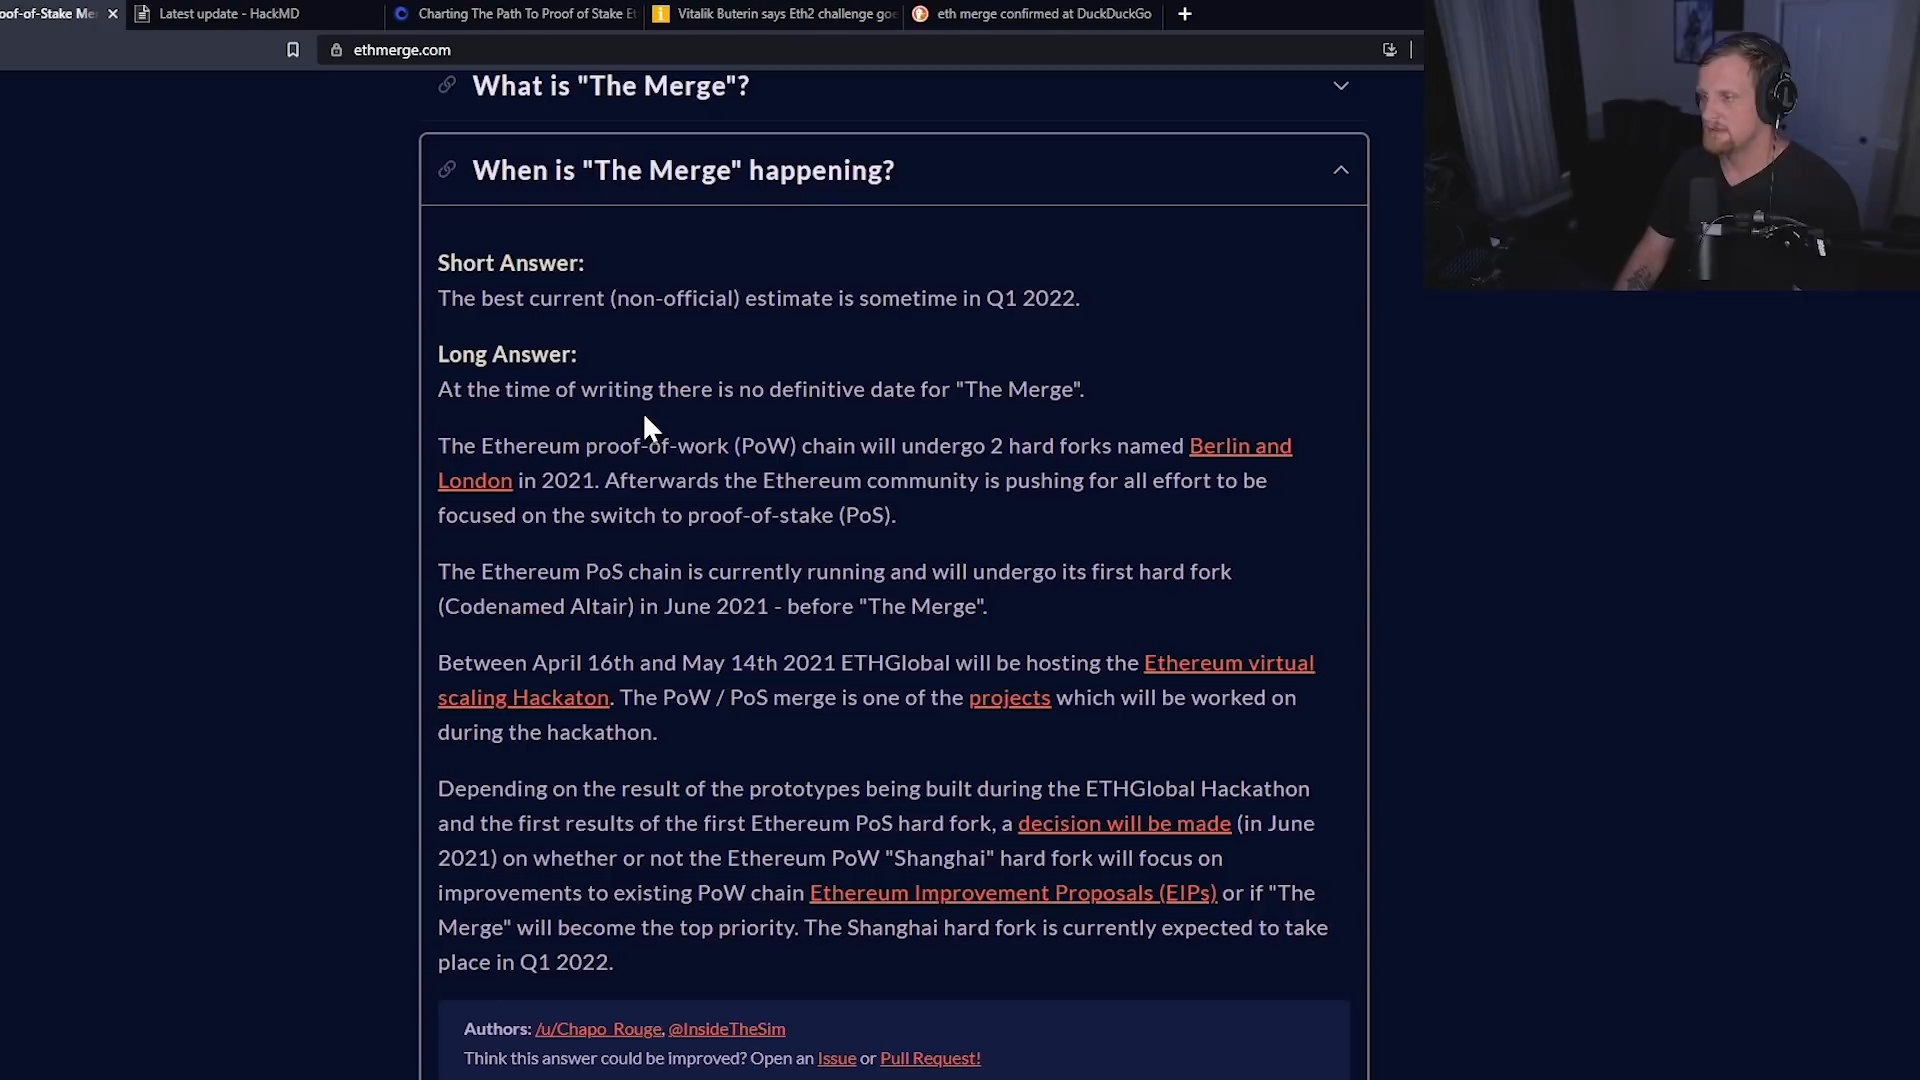 oof-of-Stake Me
Latest update - HackMD
Charting The Path To Proof of Stake Et
Vitalik Buterin says Eth2 challenge goe
eth merge confirmed at DuckDuckGo
ethmerge.com
What is "The Merge"?
When is "The Merge" happening?
Short Answer:
The best current (non-official) estimate is sometime in Q1 2022.
Long Answer:
At the time of writing there is no definitive date for "The Merge".
The Ethereum proof-of-work (PoW) chain will undergo 2 hard forks named Berlin and
London in 2021. Afterwards the Ethereum community is pushing for all effort to be
focused on the switch to proof-of-stake (PoS).
The Ethereum PoS chain is currently running and will undergo its first hard fork
(Codenamed Altair) in June 2021 - before "The Merge".
Between April 16th and May 14th 2021 ETHGlobal will be hosting the Ethereum virtual
scaling Hackaton. The PoW / PoS merge is one of the projects which will be worked on
during the hackathon.
Depending on the result of the prototypes being built during the ETHGlobal Hackathon
and the first results of the first Ethereum PoS hard fork, a decision will be made (in June
2021) on whether or not the Ethereum PoW "Shanghai" hard fork will focus on
improvements to existing PoW chain Ethereum Improvement Proposals (EIPs) or if "The
Merge" will become the top priority. The Shanghai hard fork is currently expected to take
place in Q1 2022.
Authors: /u/Chapo_Rouge, @InsideTheSim
Think this answer could be improved? Open an Issue or Pull Request!